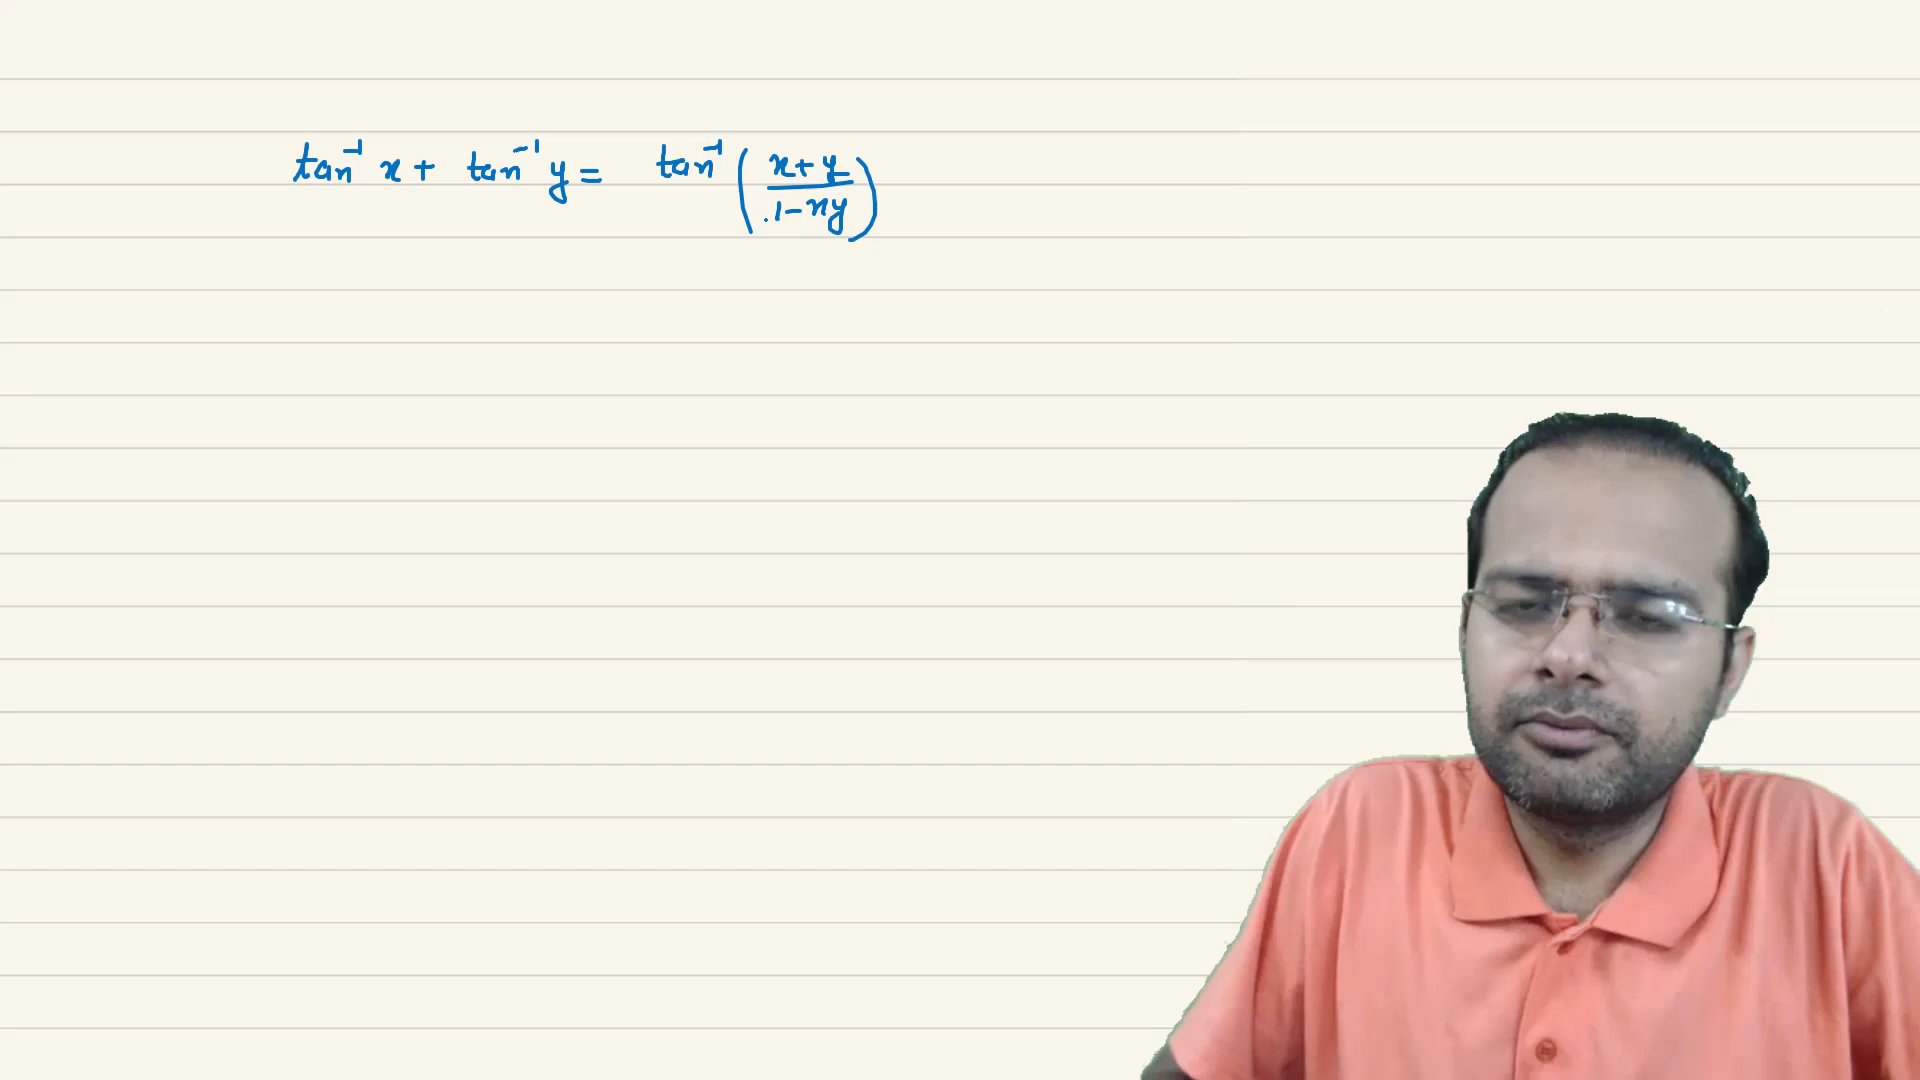 tan⁻¹ x + tan⁻¹ y = tan⁻¹ ( (x+y) / (1-xy) )